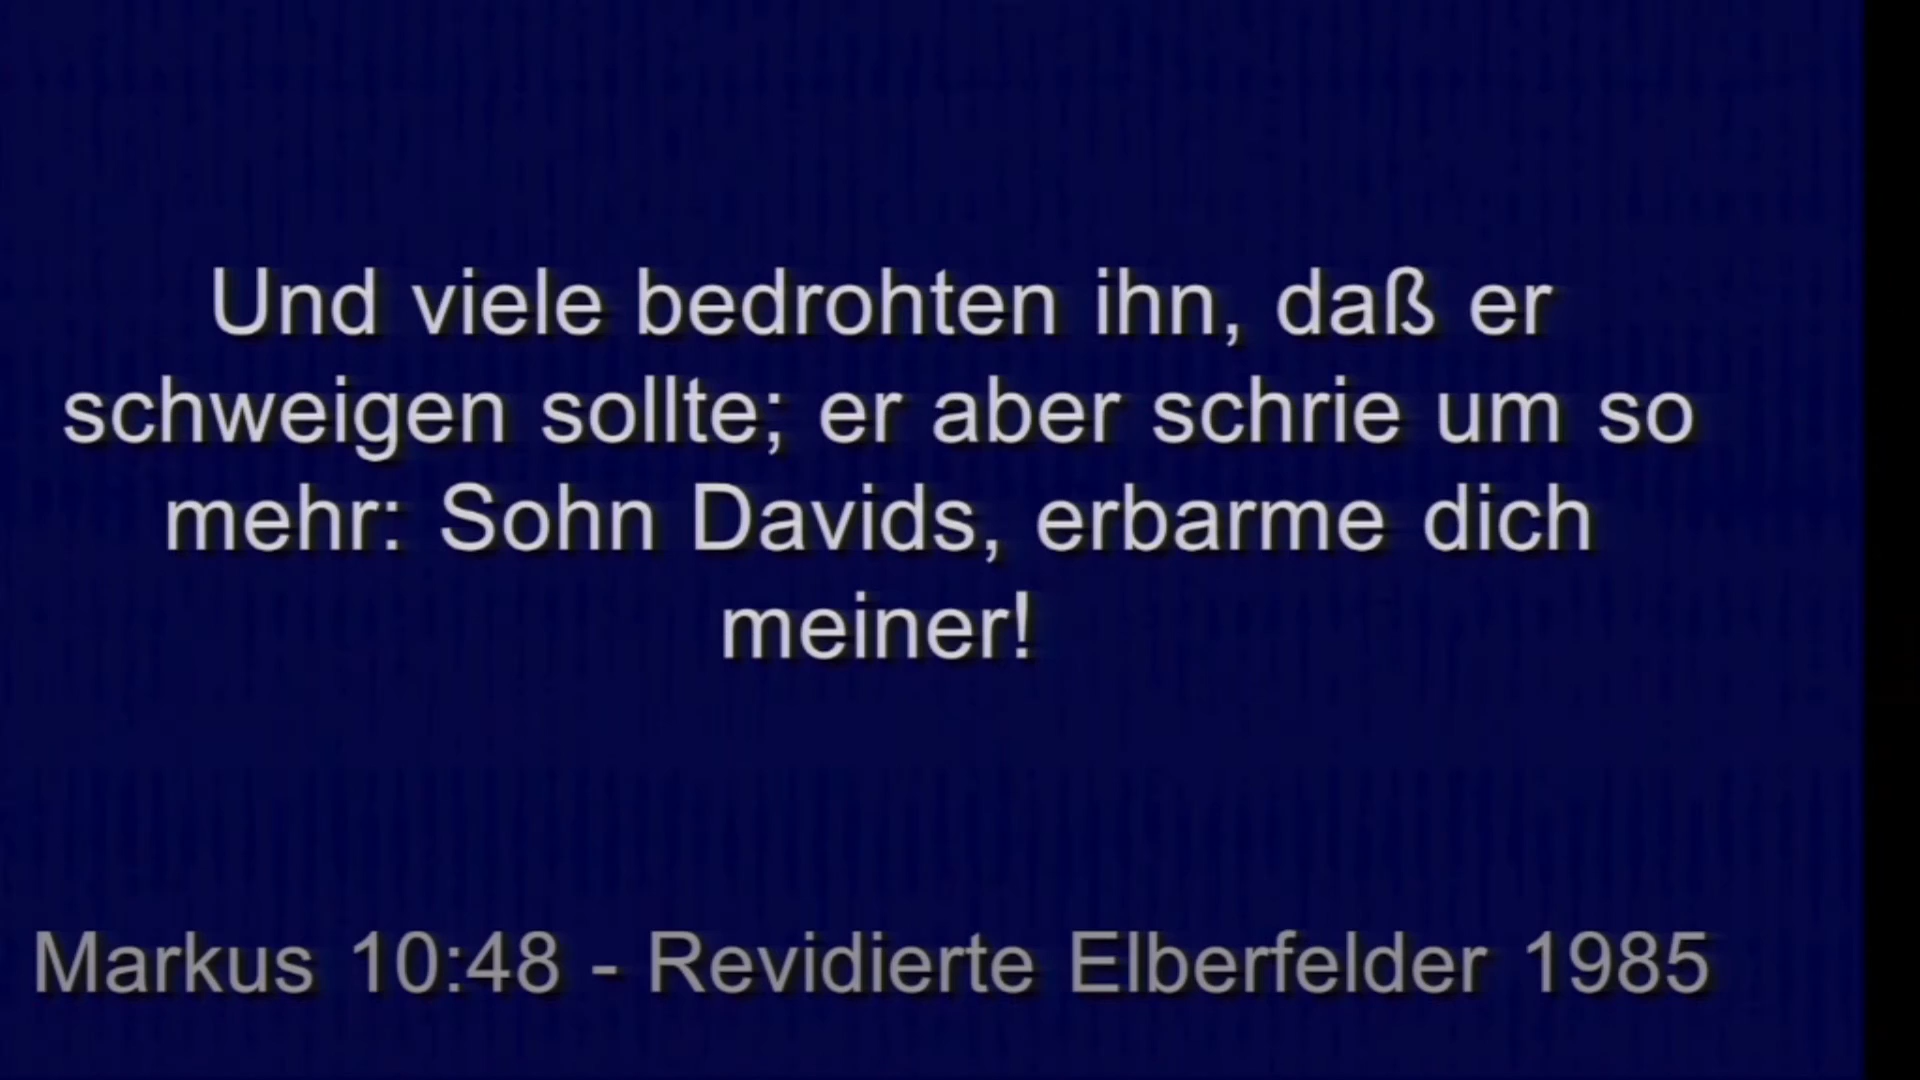 Und viele bedrohten ihn, daß er
schweigen sollte; er aber schrie um so
mehr: Sohn Davids, erbarme dich
meiner!
Markus 10:48 - Revidierte Elberfelder 1985